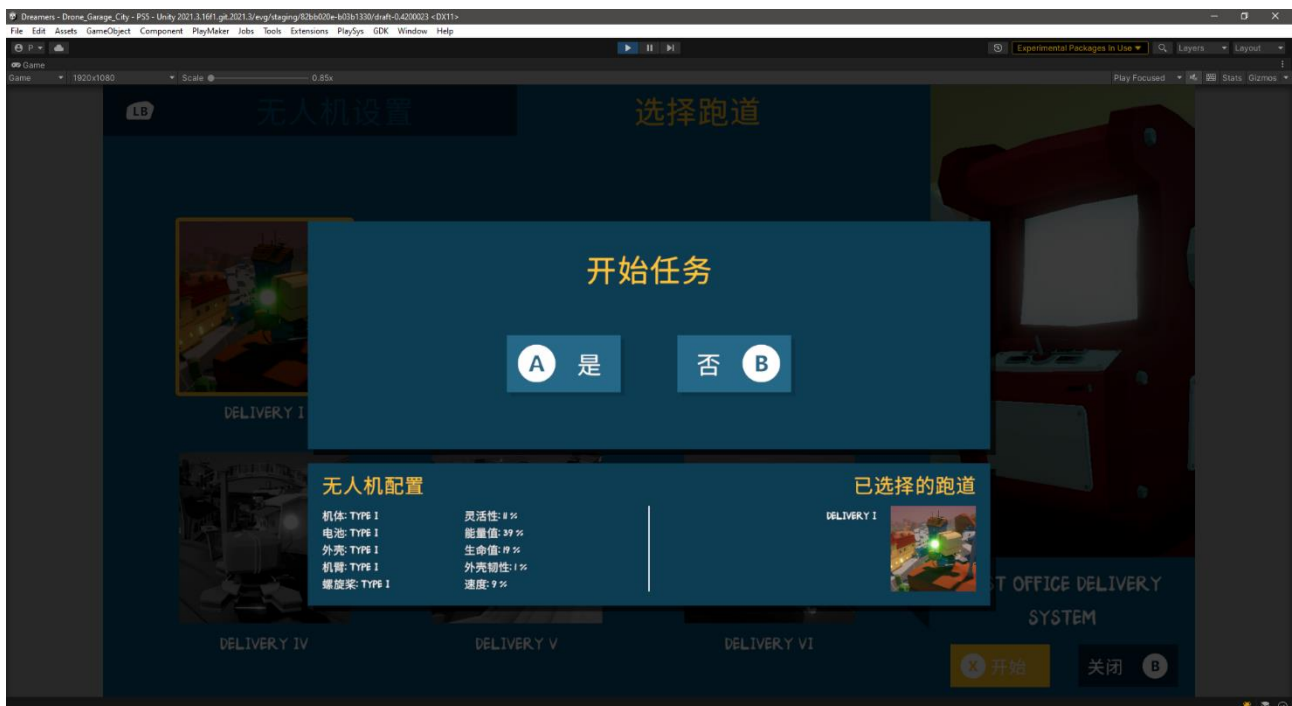 Dreamers - Drone_Garage_City - PS5 - Unity 2021.3.16f1.git.2021.3/evg/staging/82bb020e-b03b1330/draft-0.4200023 <DX11>
File Edit Assets GameObject Component PlayMaker Jobs Tools Extensions PlaySys GDK Window Help
P Experimental Packages In Use Layers Layout
Game
Game 1920x1080 Scale 0.85x Play Focused Stats Gizmos
LB 无人机设置 选择跑道
开始任务
A 是 否 B
DELIVERY I
无人机配置 已选择的跑道
机体: TYPE I 灵活性: 11 % DELIVERY I
电池: TYPE I 能量值: 39 %
外壳: TYPE I 生命值: 19 %
机臂: TYPE I 外壳韧性: 1 %
螺旋桨: TYPE I 速度: 9 %
ST OFFICE DELIVERY
SYSTEM
DELIVERY IV DELIVERY V DELIVERY VI
X 开始 关闭 B